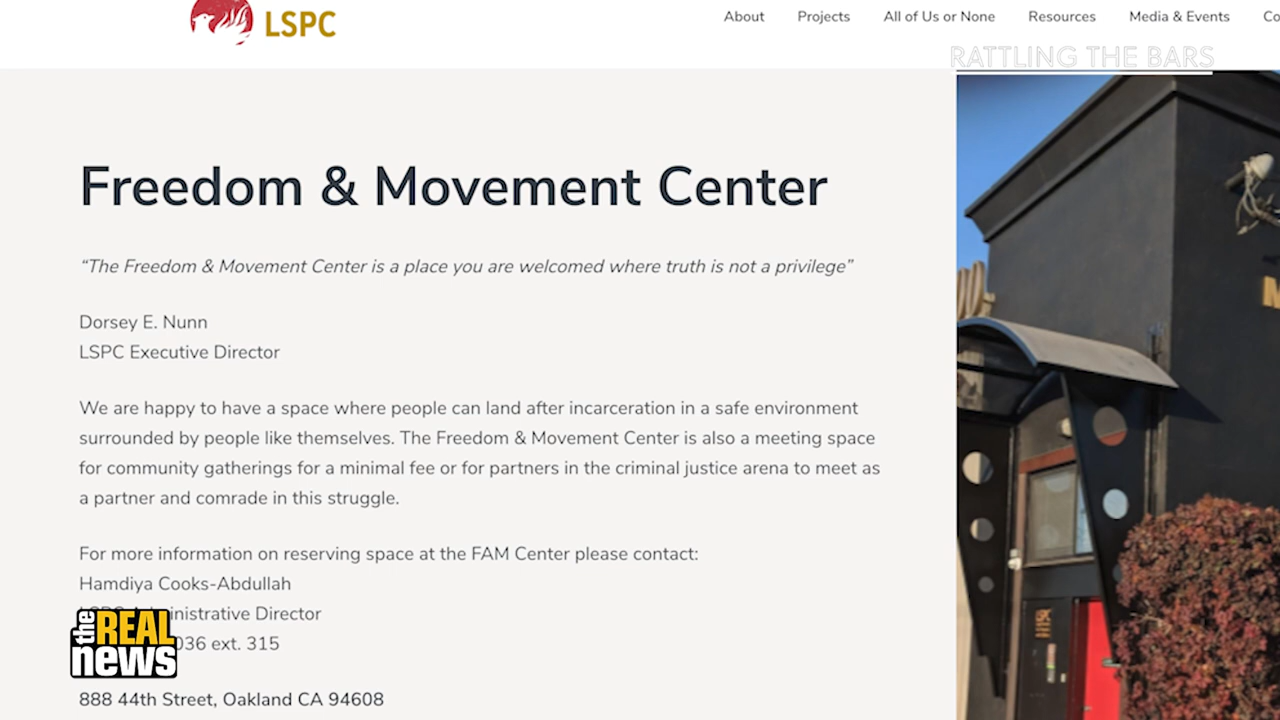 LSPC
About Projects All of Us or None Resources Media & Events Co
RATTLING THE BARS
Freedom & Movement Center
“The Freedom & Movement Center is a place you are welcomed where truth is not a privilege”
Dorsey E. Nunn
LSPC Executive Director
We are happy to have a space where people can land after incarceration in a safe environment
surrounded by people like themselves. The Freedom & Movement Center is also a meeting space
for community gatherings for a minimal fee or for partners in the criminal justice arena to meet as
a partner and comrade in this struggle.
For more information on reserving space at the FAM Center please contact:
Hamdiya Cooks-Abdullah
inistrative Director
036 ext. 315
the REAL
news
888 44th Street, Oakland CA 94608
LSPC